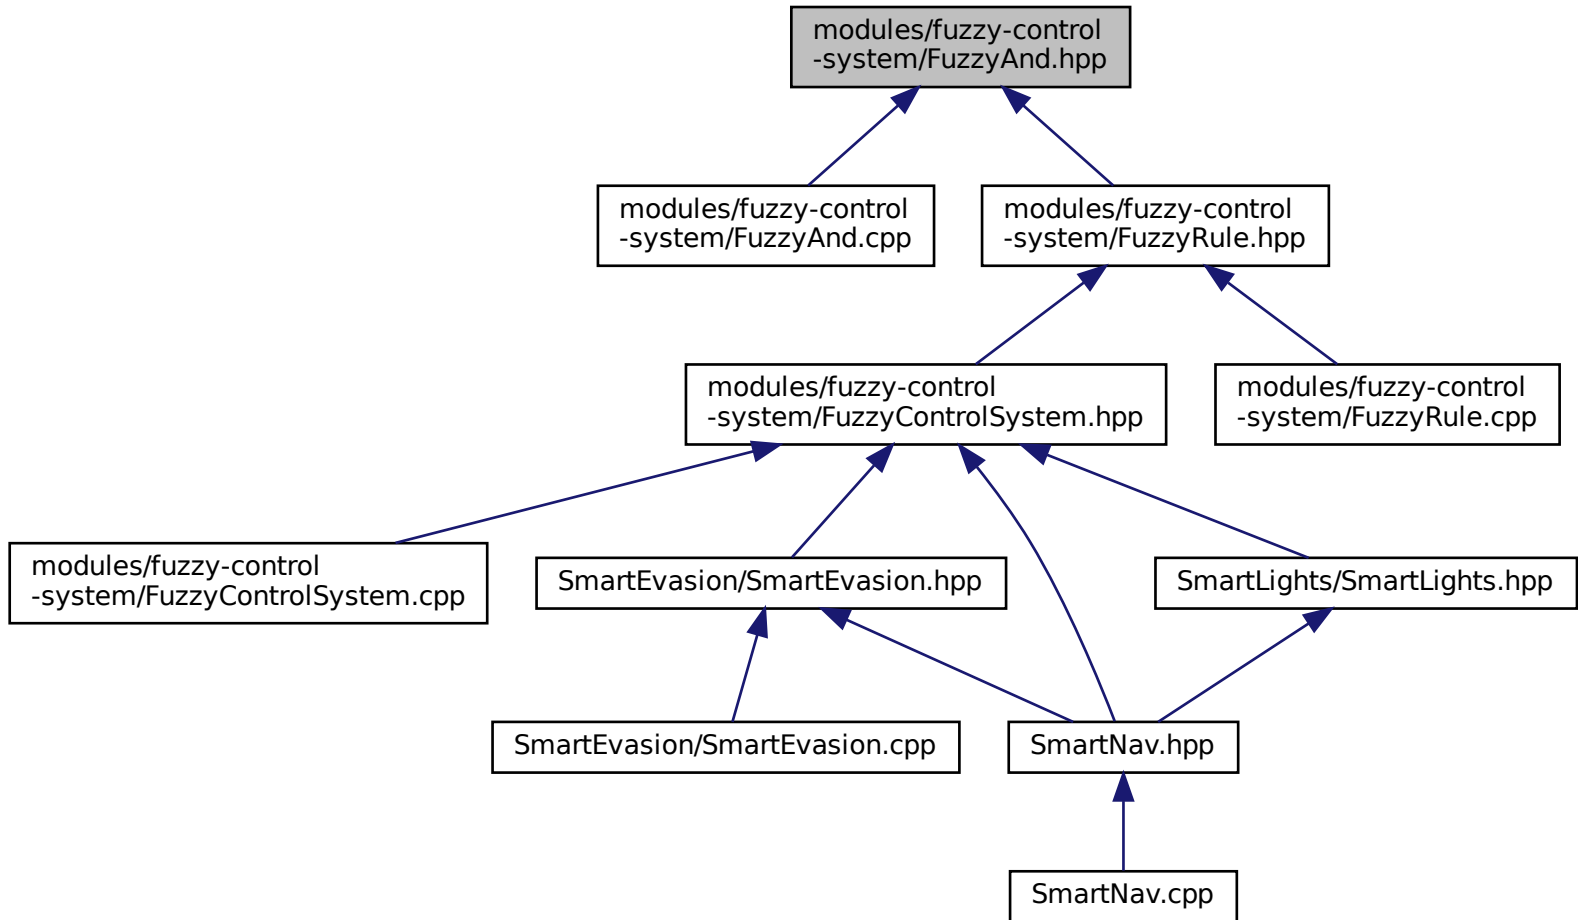 modules/fuzzy-control
-system/FuzzyAnd.hpp
modules/fuzzy-control
-system/FuzzyAnd.cpp
modules/fuzzy-control
-system/FuzzyRule.hpp
modules/fuzzy-control
-system/FuzzyControlSystem.hpp
modules/fuzzy-control
-system/FuzzyRule.cpp
modules/fuzzy-control
-system/FuzzyControlSystem.cpp
SmartEvasion/SmartEvasion.hpp
SmartLights/SmartLights.hpp
SmartEvasion/SmartEvasion.cpp
SmartNav.hpp
SmartNav.cpp